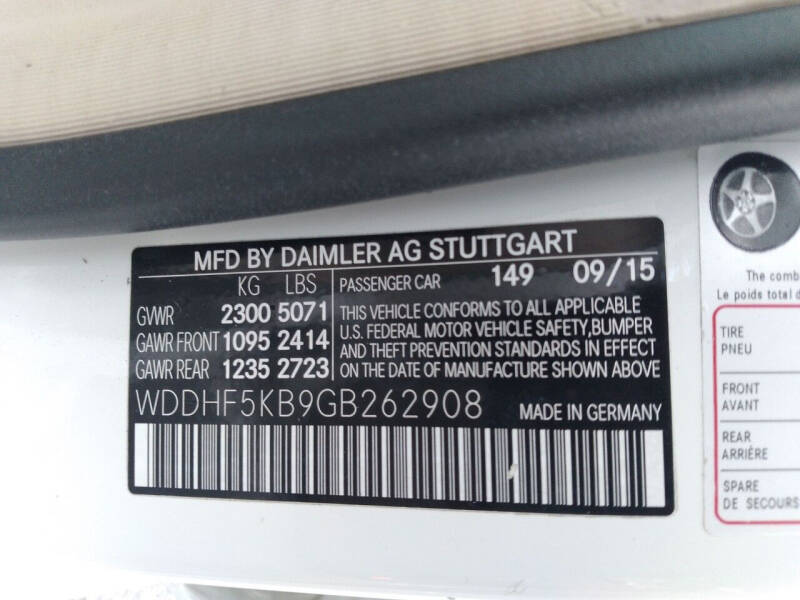 MFD BY DAIMLER AG STUTTGART
KG LBS
PASSENGER CAR 149 09/15
GVWR 2300 5071
GAWR FRONT 1095 2414
GAWR REAR 1235 2723
THIS VEHICLE CONFORMS TO ALL APPLICABLE
U.S. FEDERAL MOTOR VEHICLE SAFETY, BUMPER
AND THEFT PREVENTION STANDARDS IN EFFECT
ON THE DATE OF MANUFACTURE SHOWN ABOVE
WDDHF5KB9GB262908
MADE IN GERMANY
The comb
Le poids total d
TIRE
PNEU
FRONT
AVANT
REAR
ARRIÈRE
SPARE
DE SECOURS